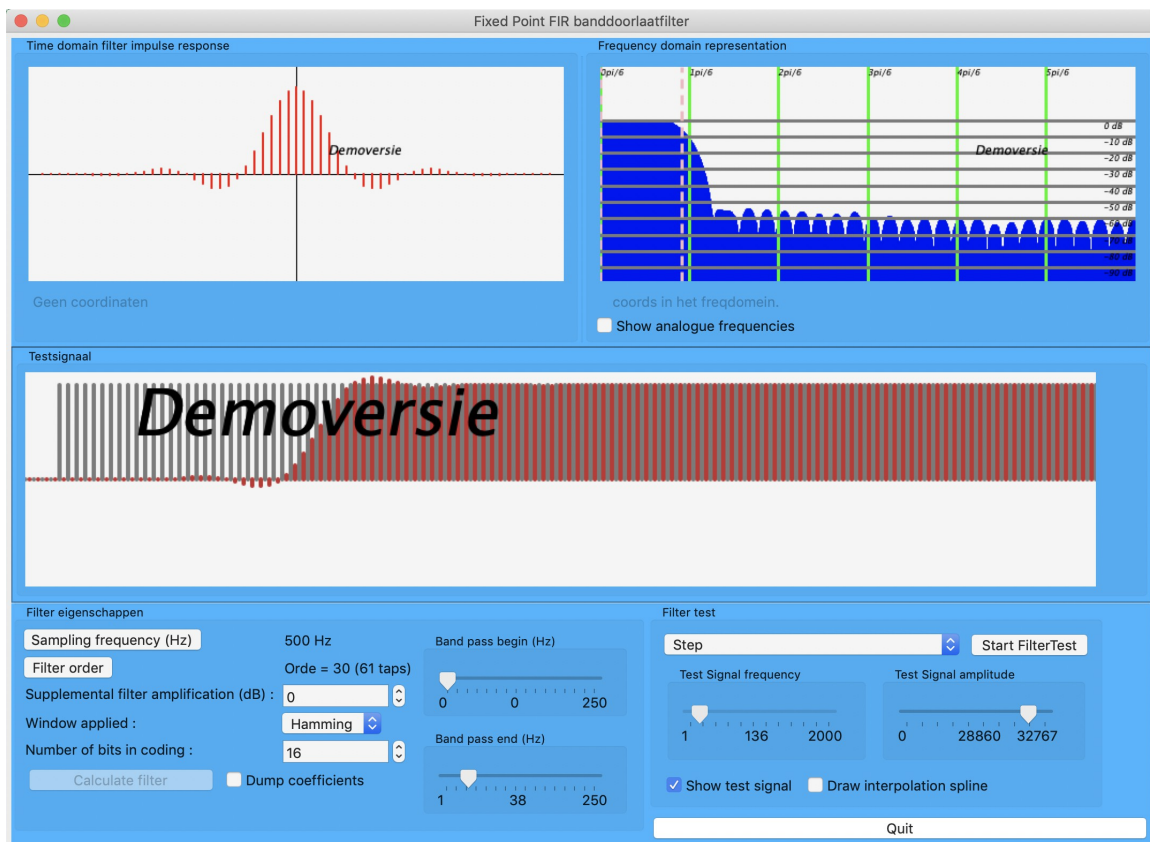 Fixed Point FIR banddoorlaatfilter
Time domain filter impulse response
Demoversie
Geen coordinaten
Frequency domain representation
0pi/6 1pi/6 2pi/6 3pi/6 4pi/6 5pi/6
0 dB
-10 dB
Demoversie
-20 dB
-30 dB
-40 dB
-50 dB
-60 dB
-70 dB
-80 dB
-90 dB
coords in het freqdomein.
Show analogue frequencies
Testsignaal
Demoversie
Filter eigenschappen
Sampling frequency (Hz) 500 Hz
Filter order Orde = 30 (61 taps)
Supplemental filter amplification (dB) : 0
Window applied : Hamming
Number of bits in coding : 16
Calculate filter Dump coefficients
Band pass begin (Hz)
0 0 250
Band pass end (Hz)
1 38 250
Filter test
Step Start FilterTest
Test Signal frequency
1 136 2000
Test Signal amplitude
0 28860 32767
Show test signal Draw interpolation spline
Quit